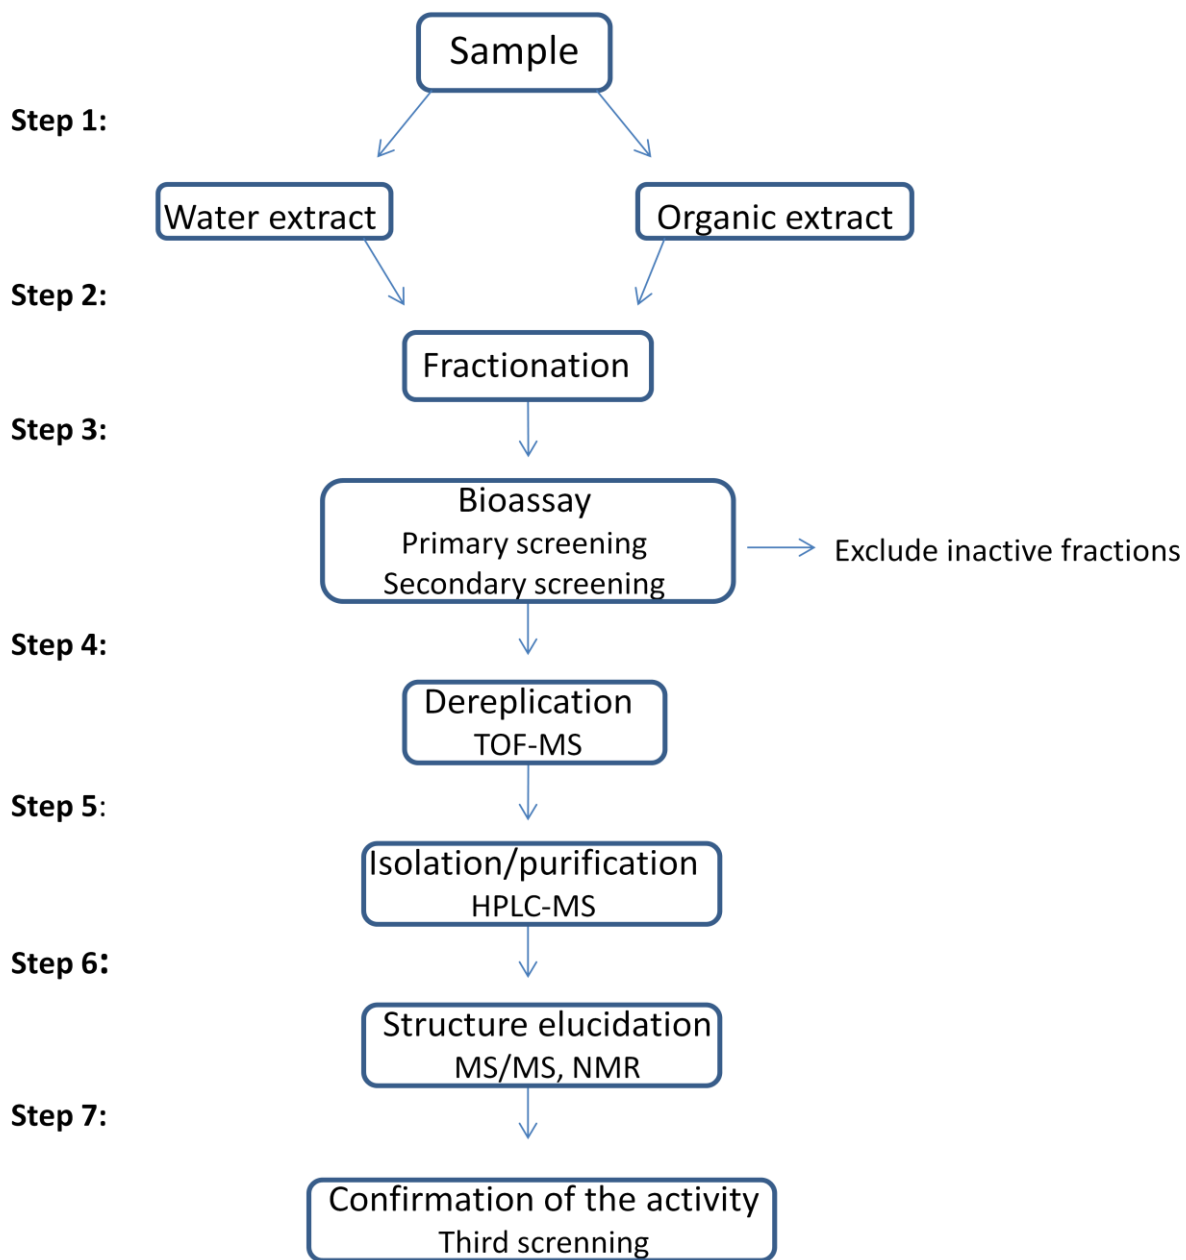 Sample
Step 1:
Water extract
Organic extract
Step 2:
Fractionation
Step 3:
Bioassay
Primary screening
Secondary screening
Exclude inactive fractions
Step 4:
Dereplication
TOF-MS
Step 5:
Isolation/purification
HPLC-MS
Step 6:
Structure elucidation
MS/MS, NMR
Step 7:
Confirmation of the activity
Third screnning